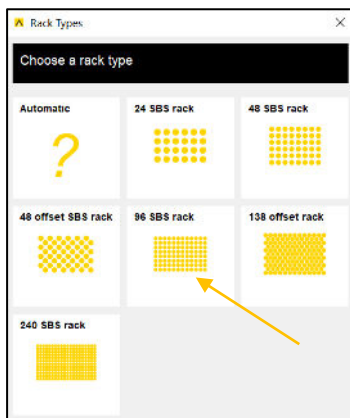 Rack Types
Choose a rack type
Automatic
24 SBS rack
48 SBS rack
48 offset SBS rack
96 SBS rack
138 offset rack
240 SBS rack